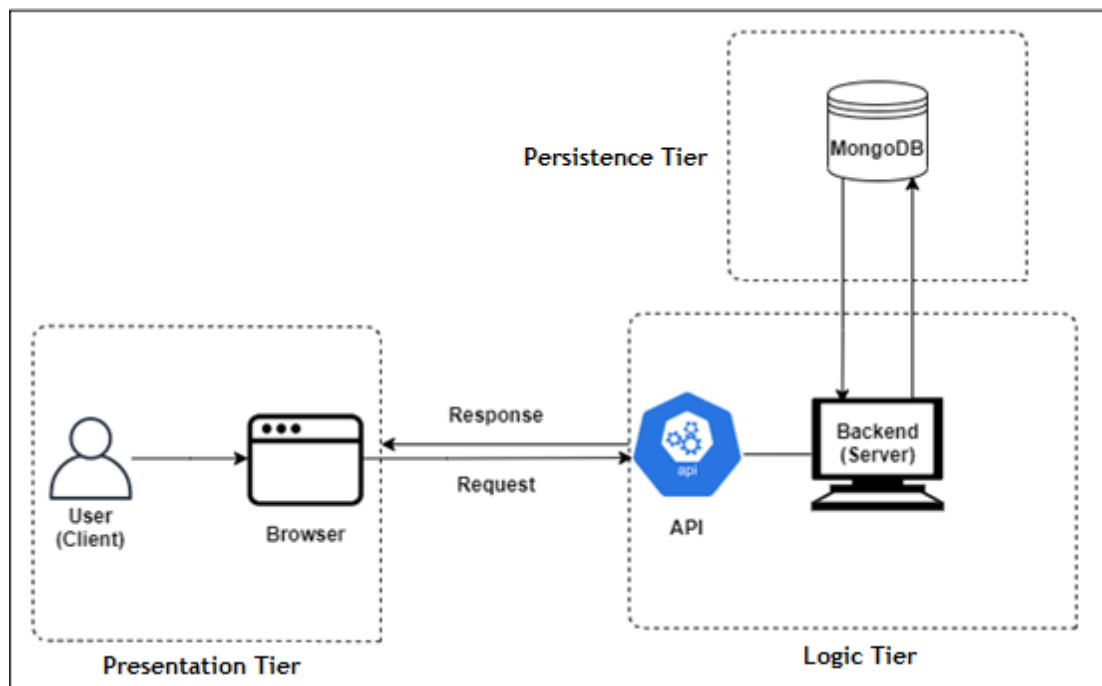 MongoDB
Persistence Tier
Response
Request
Backend
(Server)
api
API
User
(Client)
Browser
Presentation Tier
Logic Tier